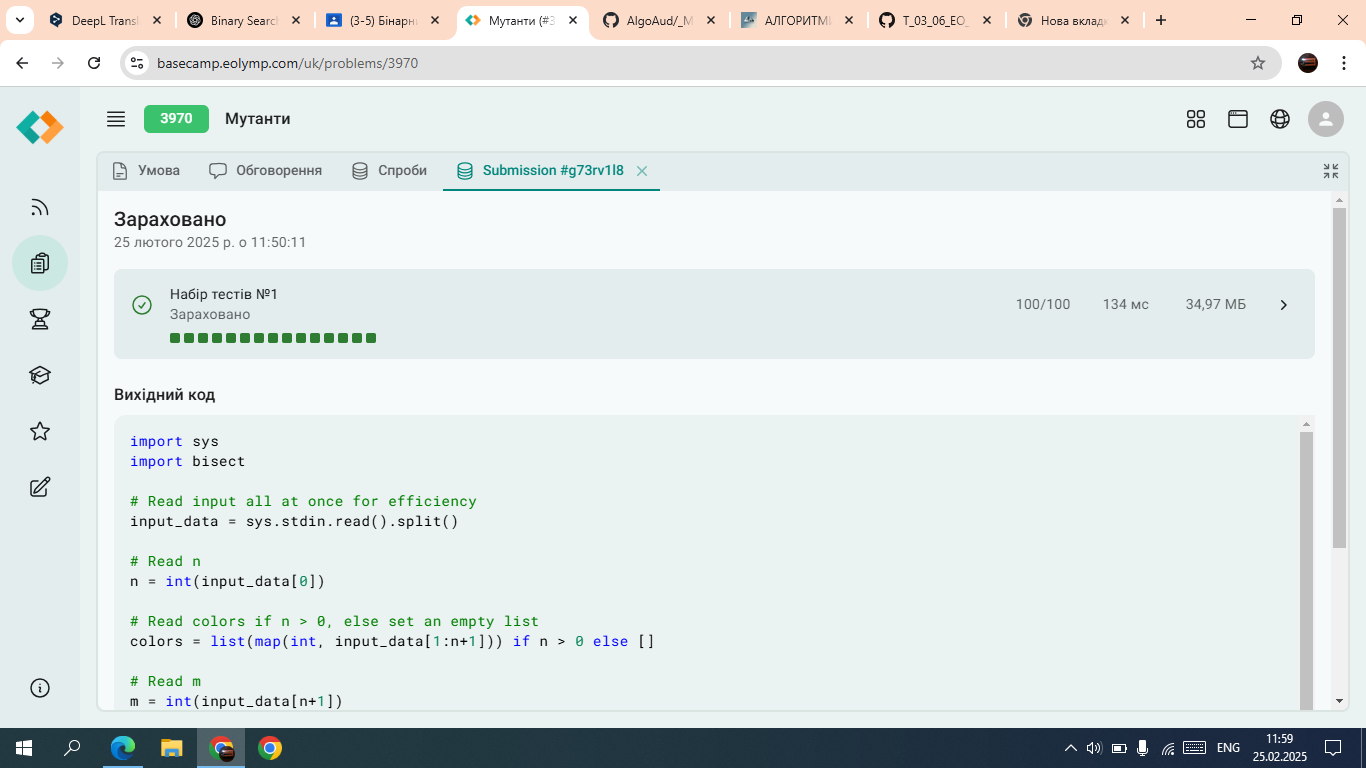 DeepL Transl
Binary Searc
(3-5) Бінарн
Мутанти (#3
AlgoAud/_M
АЛГОРИТМ
T_03_06_EO_
Нова вкладк
basecamp.eolymp.com/uk/problems/3970
3970
Мутанти
Умова
Обговорення
Спроби
Submission #g73rv1l8
Зараховано
25 лютого 2025 р. о 11:50:11
Набір тестів №1
Зараховано
100/100
134 мс
34,97 МБ
Вихідний код
import sys
import bisect
# Read input all at once for efficiency
input_data = sys.stdin.read().split()
# Read n
n = int(input_data[0])
# Read colors if n > 0, else set an empty list
colors = list(map(int, input_data[1:n+1])) if n > 0 else []
# Read m
m = int(input_data[n+1])
ENG
11:59
25.02.2025